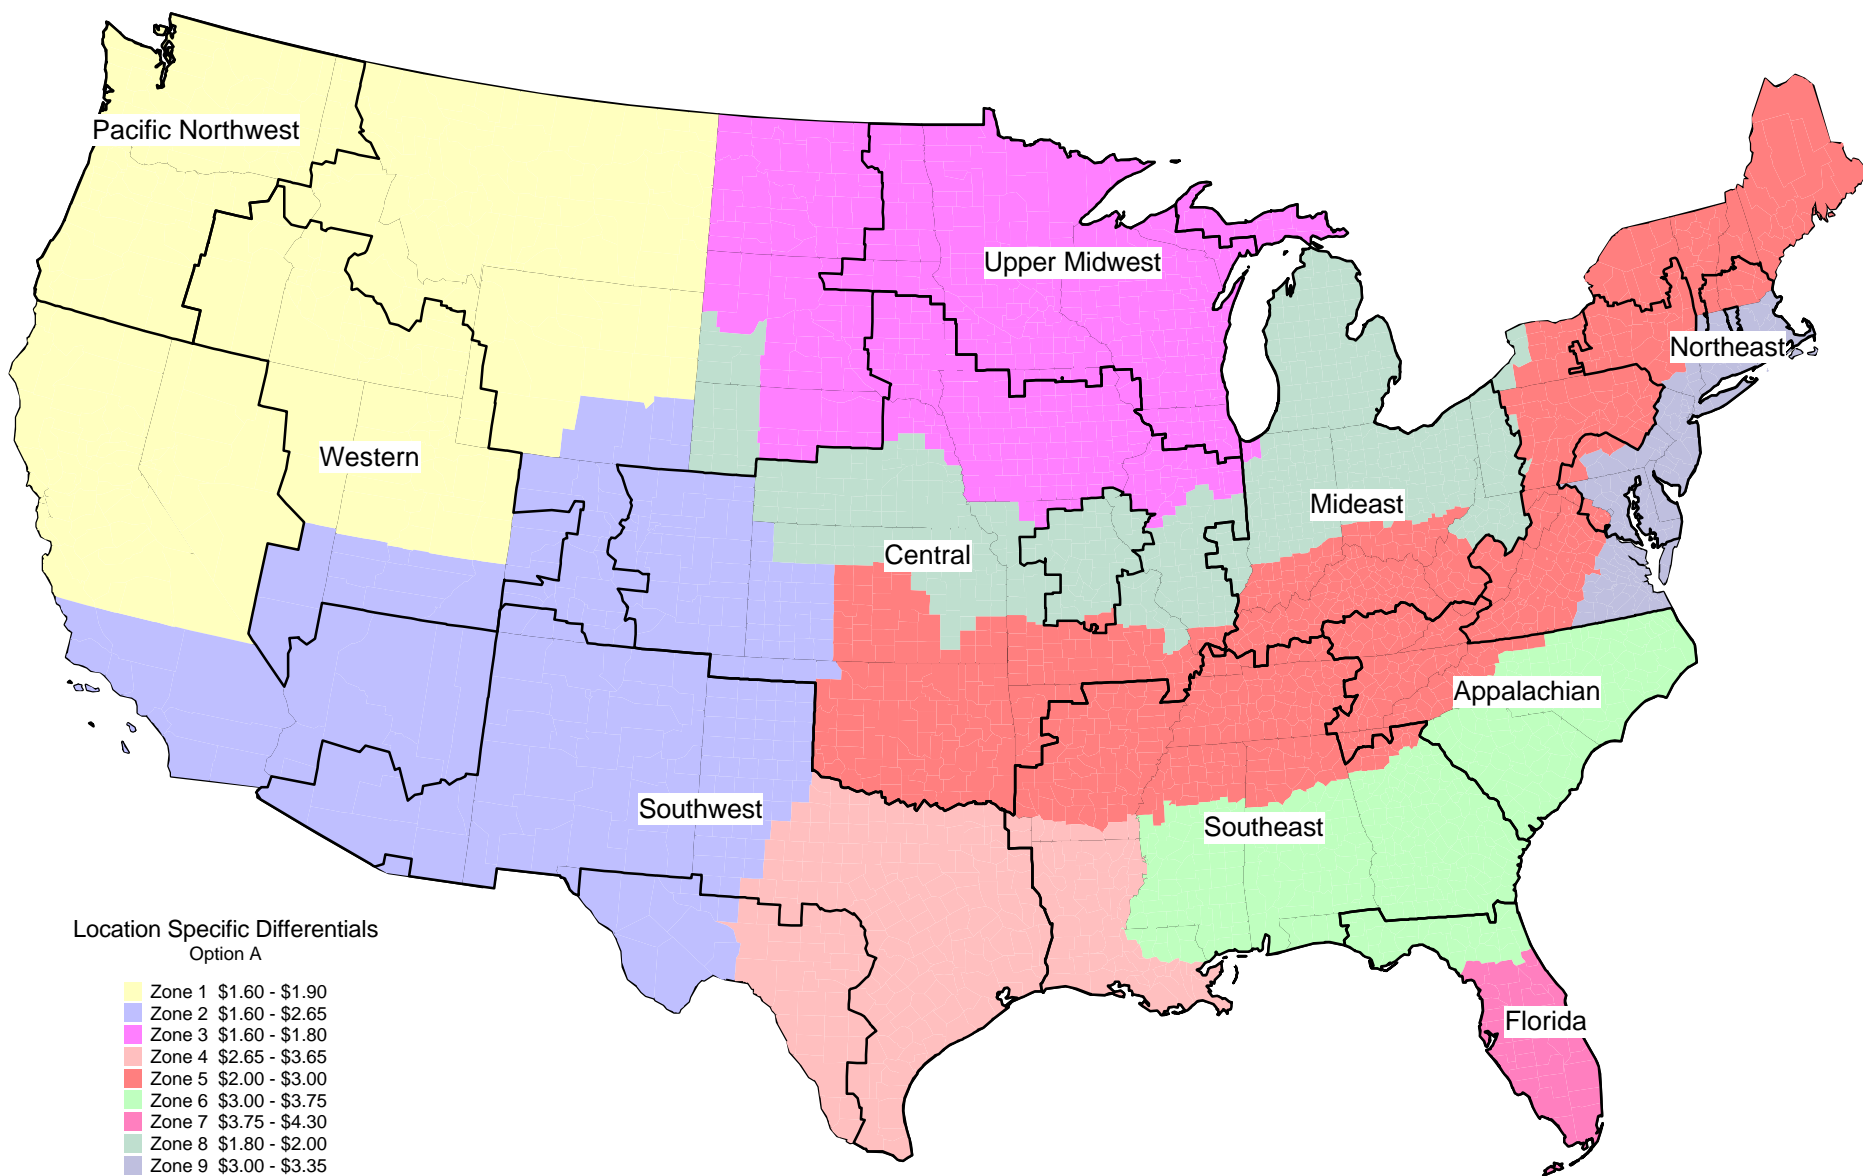 Pacific Northwest
Upper Midwest
Northeast
Western
Mideast
Central
Appalachian
Southwest
Southeast
Florida
Location Specific Differentials
Option A
Zone 1 $1.60 - $1.90
Zone 2 $1.60 - $2.65
Zone 3 $1.60 - $1.80
Zone 4 $2.65 - $3.65
Zone 5 $2.00 - $3.00
Zone 6 $3.00 - $3.75
Zone 7 $3.75 - $4.30
Zone 8 $1.80 - $2.00
Zone 9 $3.00 - $3.35